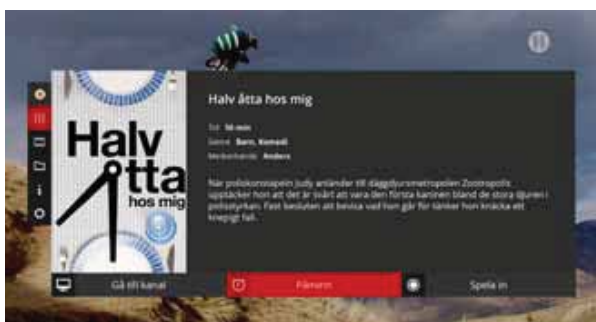 Halv
åtta
hos mig
Halv åtta hos mig
Tid 50 min
Genre Barn, Komedi
Medverkande Anders
När poliskonstapeln Judy anländer till däggdjursmetropolen Zootropolis
upptäcker hon att det är svårt att vara den första kaninen bland de stora djuren i
polisstyrkan. Fast besluten att bevisa vad hon går för tänker hon knäcka ett
knepigt fall.
Gå till kanal
Påminn
Spela in